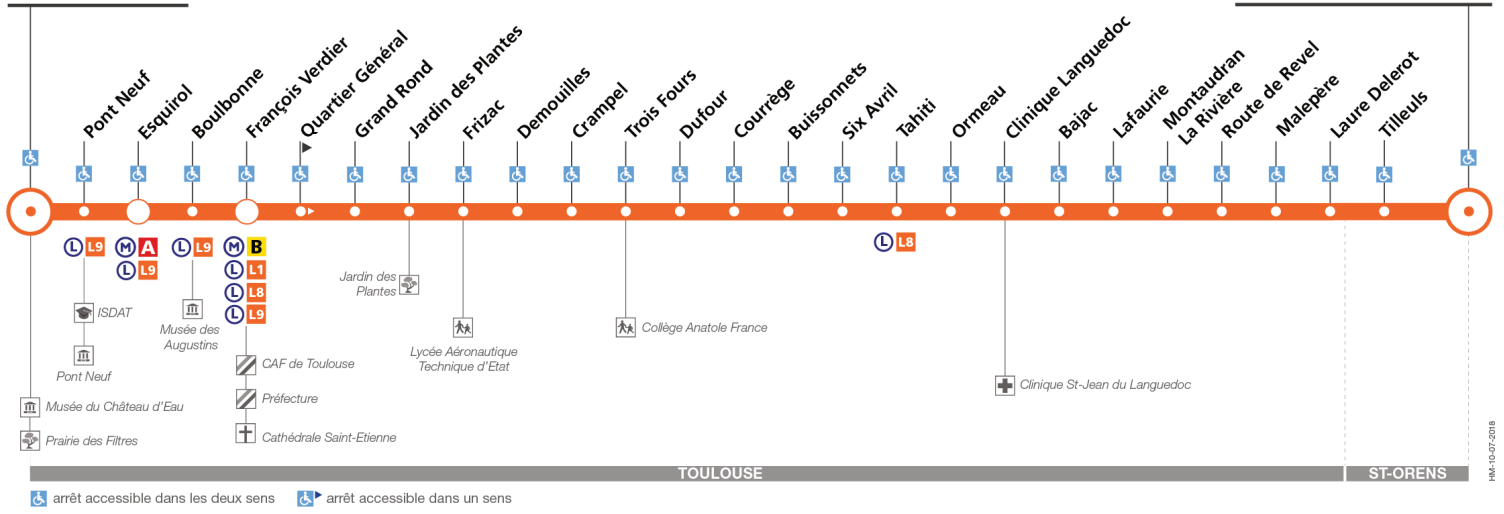 Pont Neuf
Esquirol
Boulbonne
François Verdier
Quartier Général
Grand Rond
Jardin des Plantes
Frizac
Demouilles
Crampel
Trois Fours
Dufour
Courrège
Buissonnets
Six Avril
Tahiti
Ormeau
Clinique Languedoc
Bajac
Lafaurie
Montaudran
La Rivière
Route de Revel
Malepère
Laure Delerot
Tilleuls
L L9
M A
L L9
L L9
M B
L L1
L L8
L L9
L L8
ISDAT
Pont Neuf
Musée du Château d'Eau
Prairie des Filtres
Musée des
Augustins
CAF de Toulouse
Préfecture
Cathédrale Saint-Etienne
Jardin des
Plantes
Lycée Aéronautique
Technique d'Etat
Collège Anatole France
Clinique St-Jean du Languedoc
TOULOUSE
ST-ORENS
arrêt accessible dans les deux sens
arrêt accessible dans un sens
HM-10-07-2018